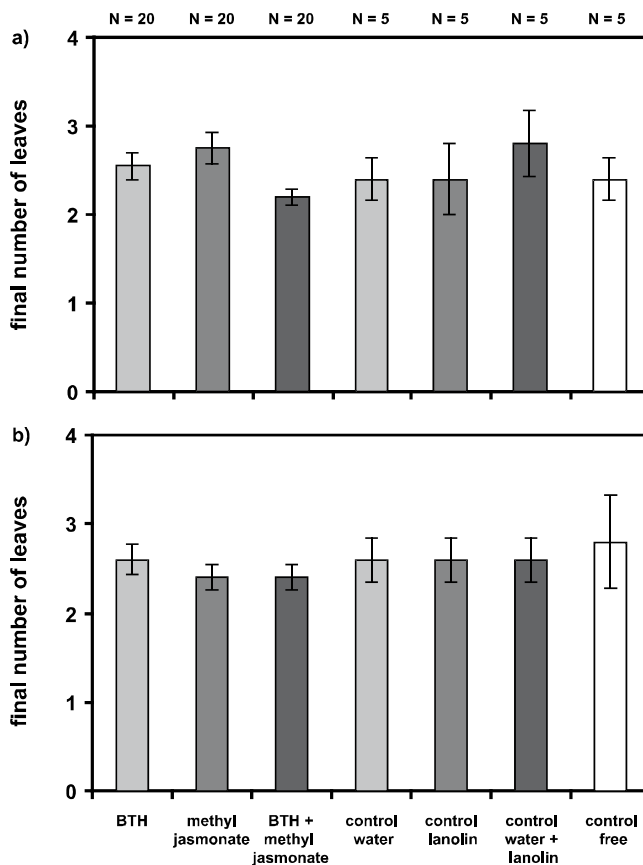 N = 20 N = 20 N = 20 N = 5 N = 5 N = 5 N = 5
a)
4
3
2
1
0
final number of leaves
b)
4
3
2
1
0
final number of leaves
BTH
methyl
jasmonate
BTH +
methyl
jasmonate
control
water
control
lanolin
control
water +
lanolin
control
free